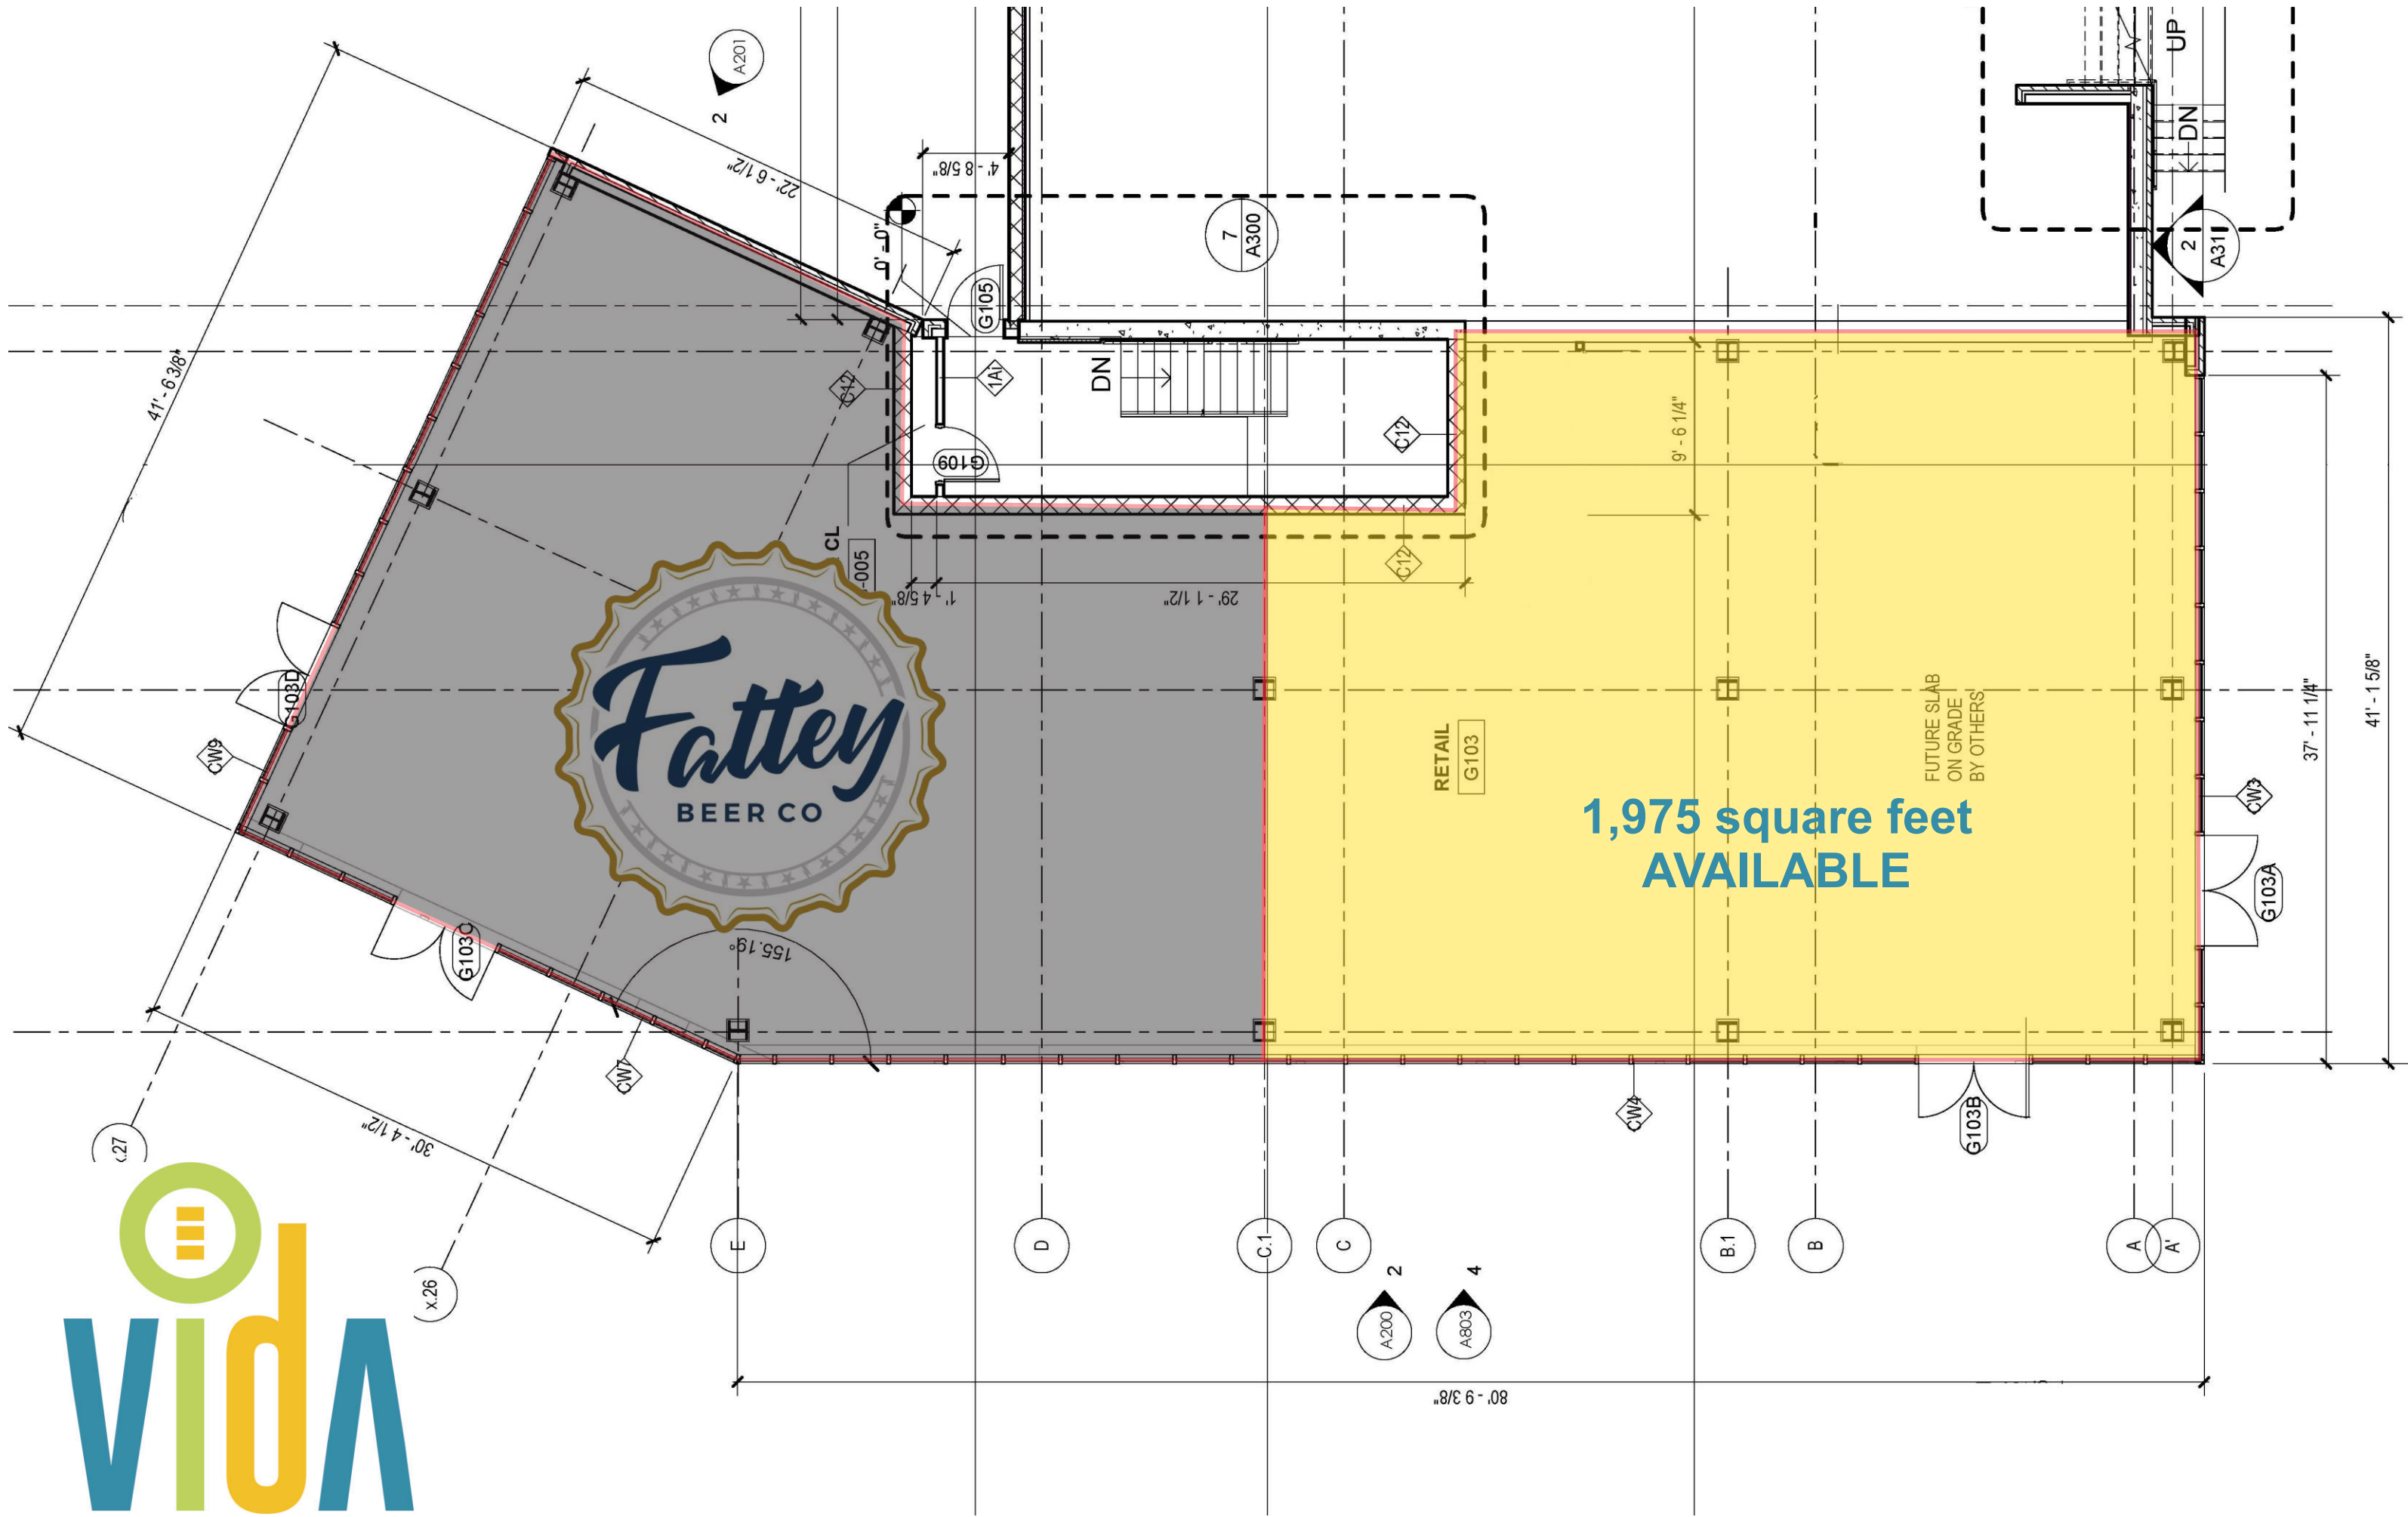 A201
2
UP
DN
22' - 6 1/2"
4' - 8 5/8"
7
A300
2
A311
0' - 0"
G105
41' - 6 3/8"
1Ai
DN
C12
G109
9' - 6 1/4"
CL
-005
C12
1' - 4 5/8"
29' - 1 1/2"
G103D
CW9
Fattey
BEER CO
RETAIL
G103
FUTURE SLAB
ON GRADE
BY OTHERS
37' - 11 1/4"
41' - 1 5/8"
CW3
1,975 square feet
AVAILABLE
G103A
G103C
155.19°
CW7
CW4
G103B
30' - 4 1/2"
x.26
E
D
C.1
C
B.1
B
A
A'
2
4
A200
A803
80' - 9 3/8"
vidA